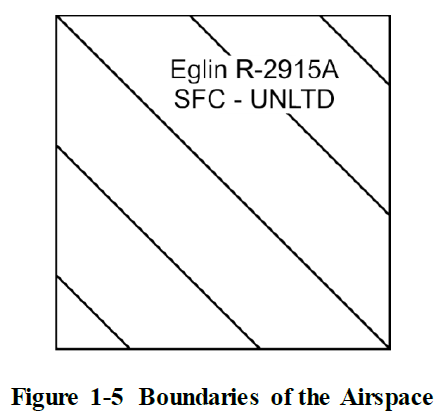 Eglin R-2915A
SFC - UNLTD
Figure 1-5 Boundaries of the Airspace